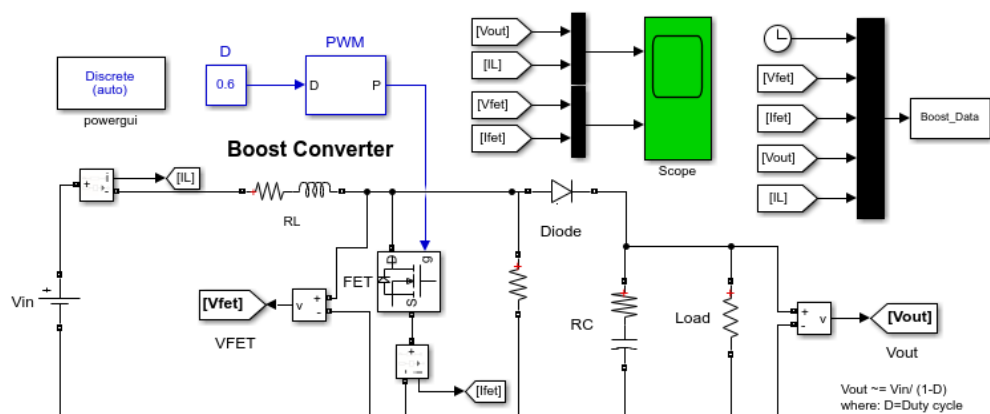 D
PWM
Discrete
(auto)
powergui
0.6
D
P
[Vout]
[IL]
[Vfet]
[Ifet]
Scope
[Vfet]
[Ifet]
[Vout]
[IL]
Boost_Data
Boost Converter
+
-
i
[IL]
RL
Diode
Vin
+
[Vfet]
v
+
-
VFET
FET
D
g
S
+
-
i
[Ifet]
RC
Load
+
-
v
[Vout]
Vout
Vout ~= Vin/ (1-D)
where: D=Duty cycle